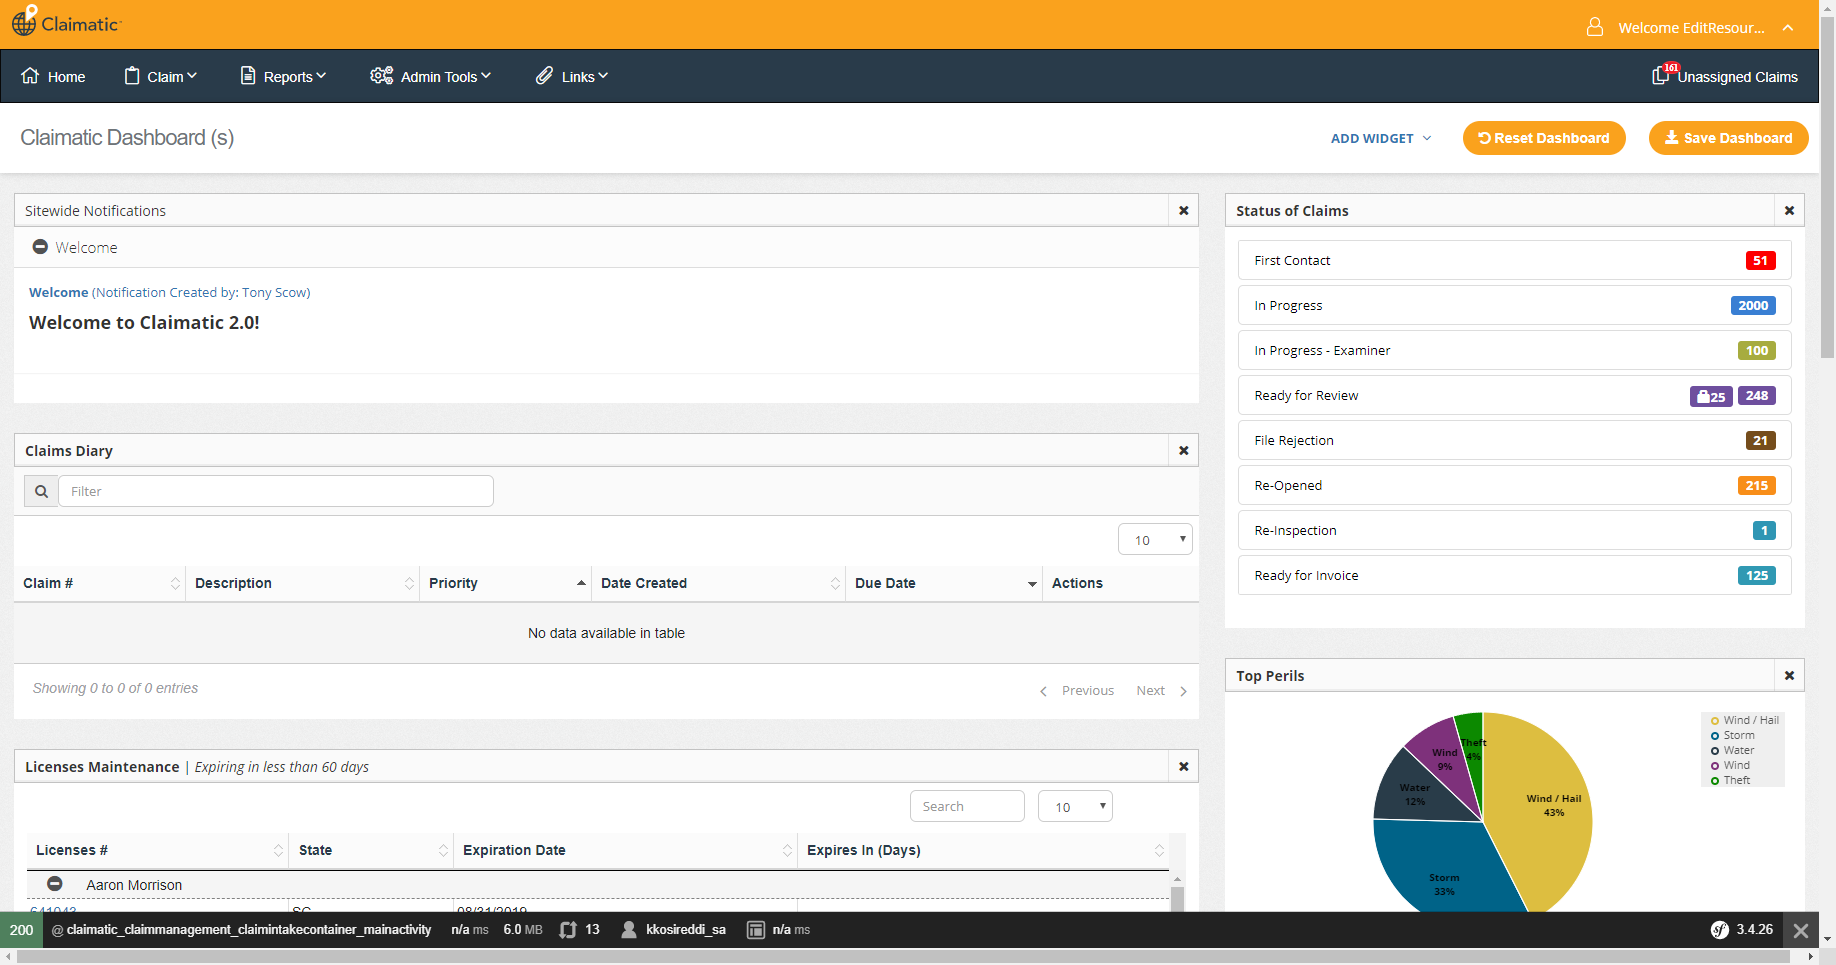 Claimatic
Welcome EditResour...
Home
Claim
Reports
Admin Tools
Links
161
Unassigned Claims
Claimatic Dashboard (s)
ADD WIDGET
Reset Dashboard
Save Dashboard
Sitewide Notifications
Welcome
Welcome (Notification Created by: Tony Scow)
Welcome to Claimatic 2.0!
Status of Claims
First Contact 51
In Progress 2000
In Progress - Examiner 100
Ready for Review 25 248
File Rejection 21
Re-Opened 215
Re-Inspection 1
Ready for Invoice 125
Claims Diary
Filter
10
Claim # Description Priority Date Created Due Date Actions
No data available in table
Showing 0 to 0 of 0 entries
Previous Next
Top Perils
Wind / Hail
Storm
Water
Wind
Theft
Theft
4%
Wind
9%
Water
12%
Wind / Hail
43%
Storm
33%
Licenses Maintenance | Expiring in less than 60 days
Search
10
Licenses # State Expiration Date Expires In (Days)
Aaron Morrison
641043 SC 08/31/2019
200 @ claimatic_claimmanagement_claimintakecontainer_mainactivity n/a ms 6.0 MB 13 kkosireddi_sa n/a ms sf 3.4.26